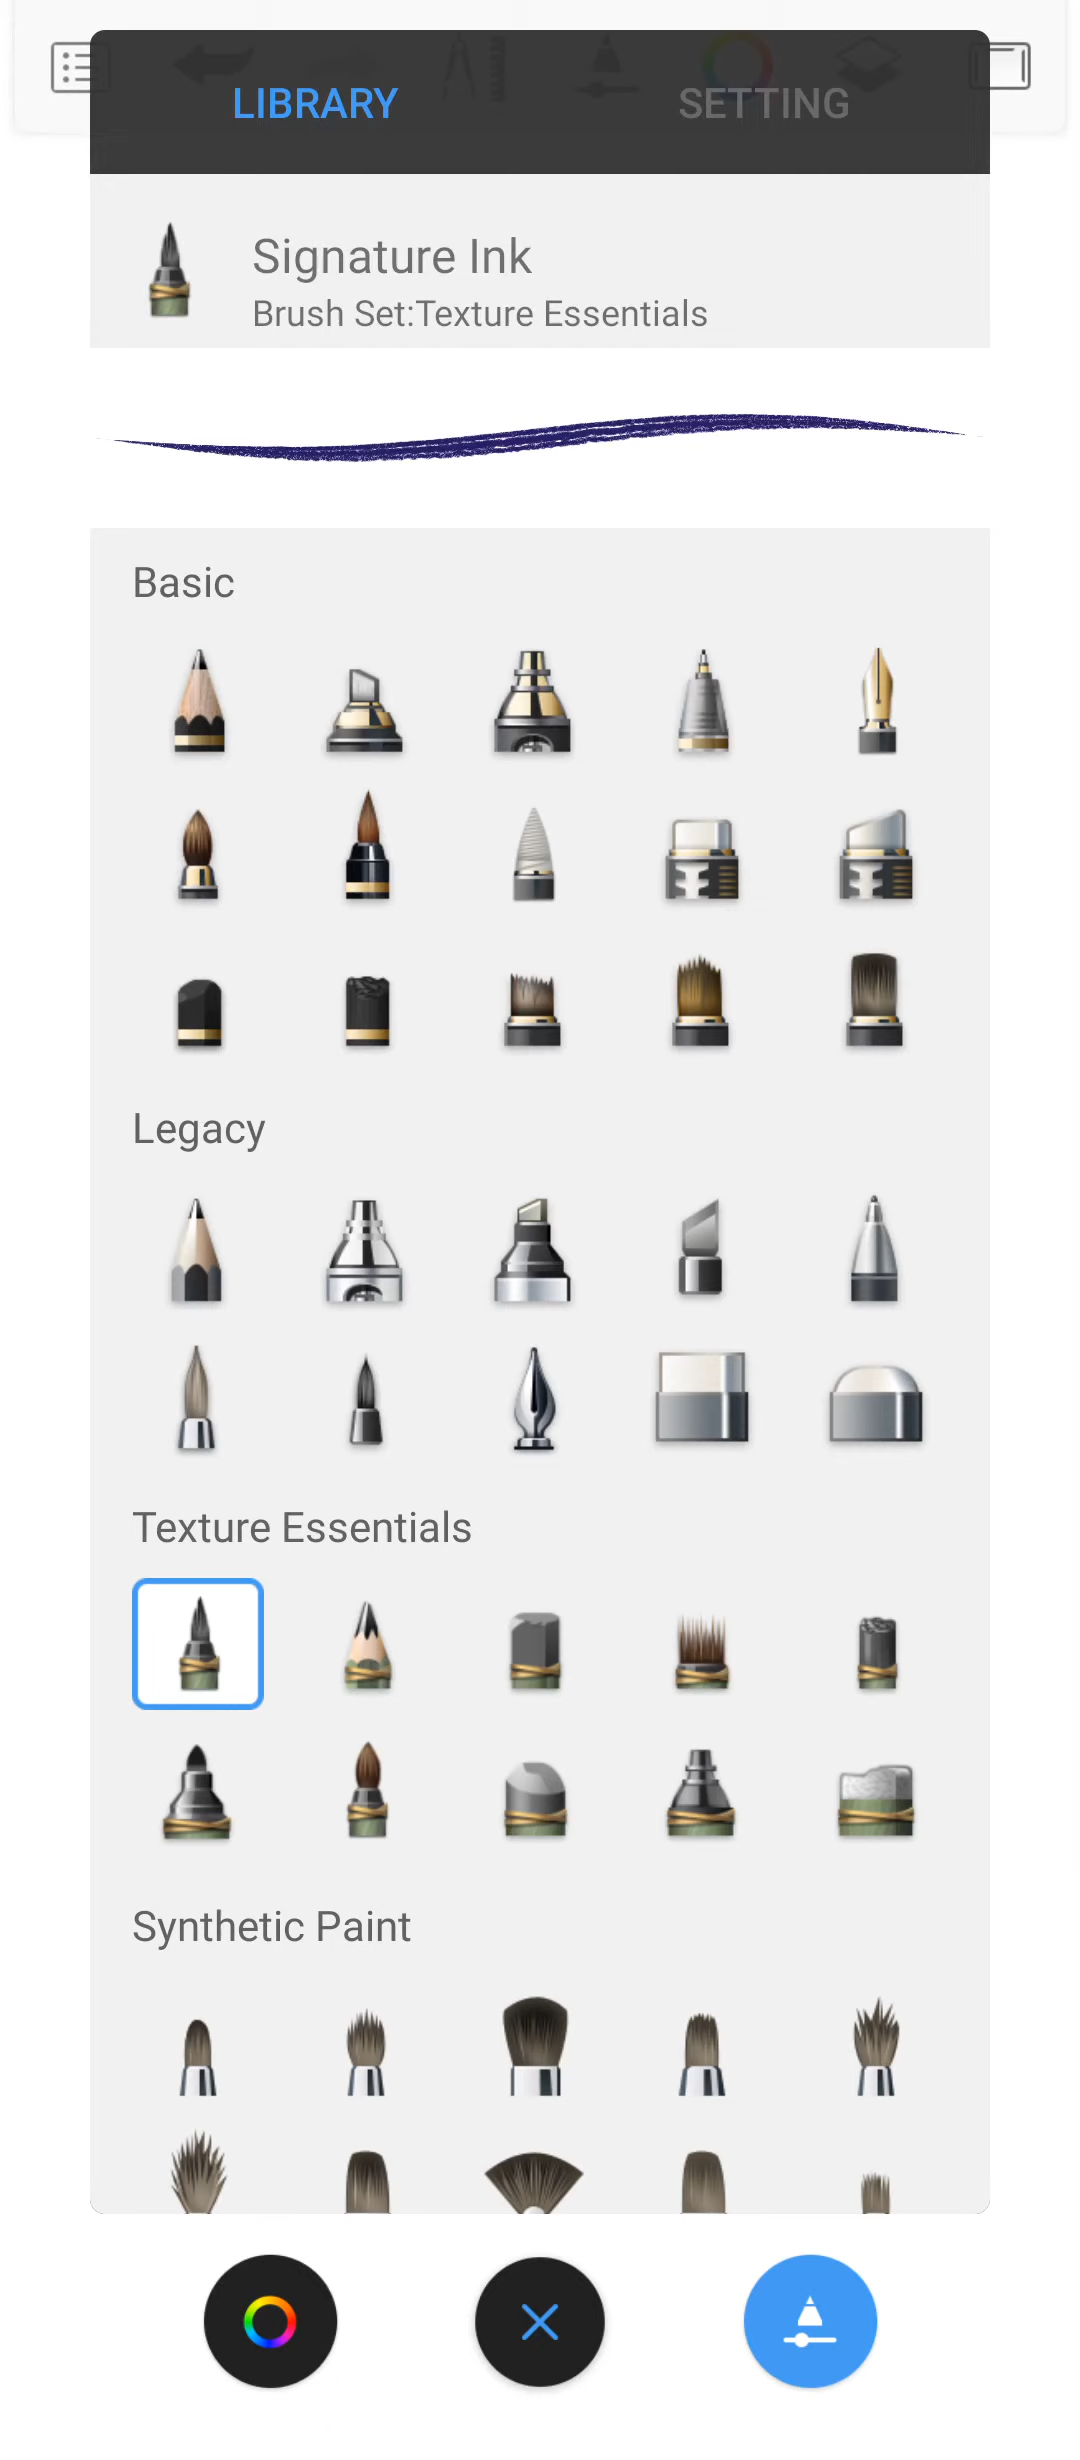 LIBRARY SETTING
Signature Ink
Brush Set:Texture Essentials
Basic
Legacy
Texture Essentials
Synthetic Paint